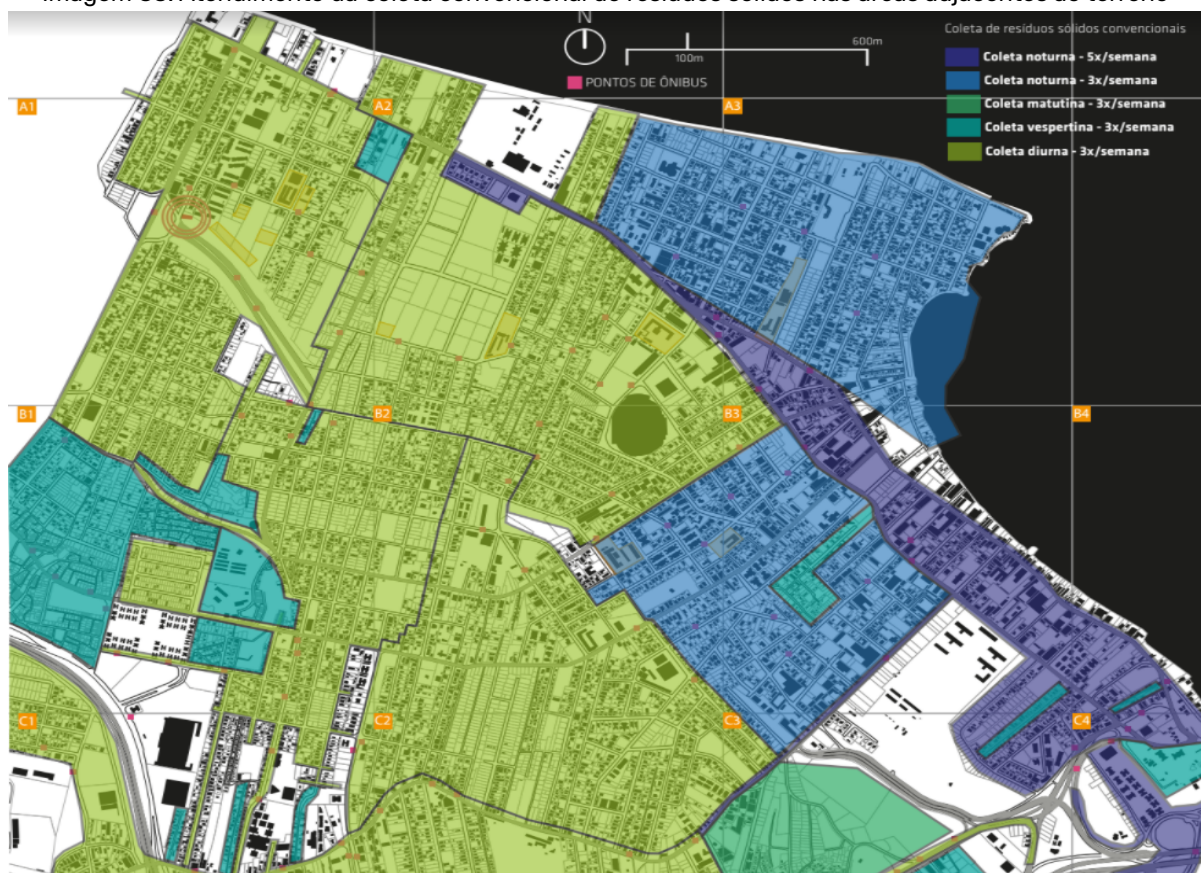 N
600m
100m
PONTOS DE ÔNIBUS
Coleta de resíduos sólidos convencionais
Coleta noturna - 5x/semana
Coleta noturna - 3x/semana
Coleta matutina - 3x/semana
Coleta vespertina - 3x/semana
Coleta diurna - 3x/semana
A1
A2
A3
B1
B2
B3
B4
C1
C2
C3
C4